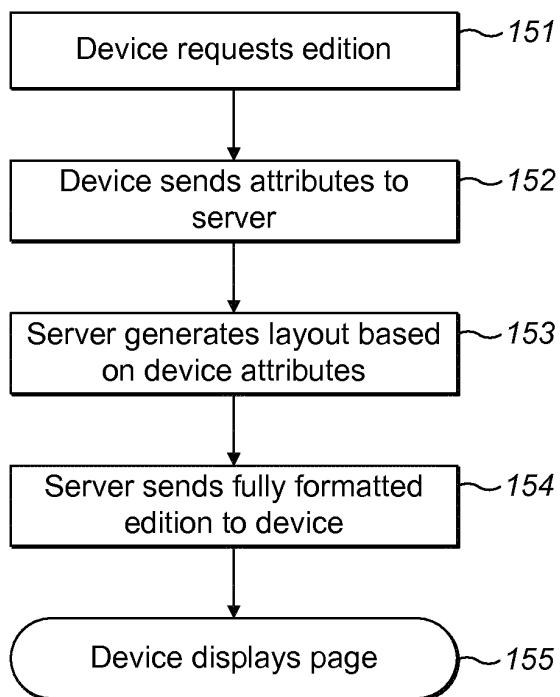 Device requests edition
151
Device sends attributes to
server
152
Server generates layout based
on device attributes
153
Server sends fully formatted
edition to device
154
Device displays page
155